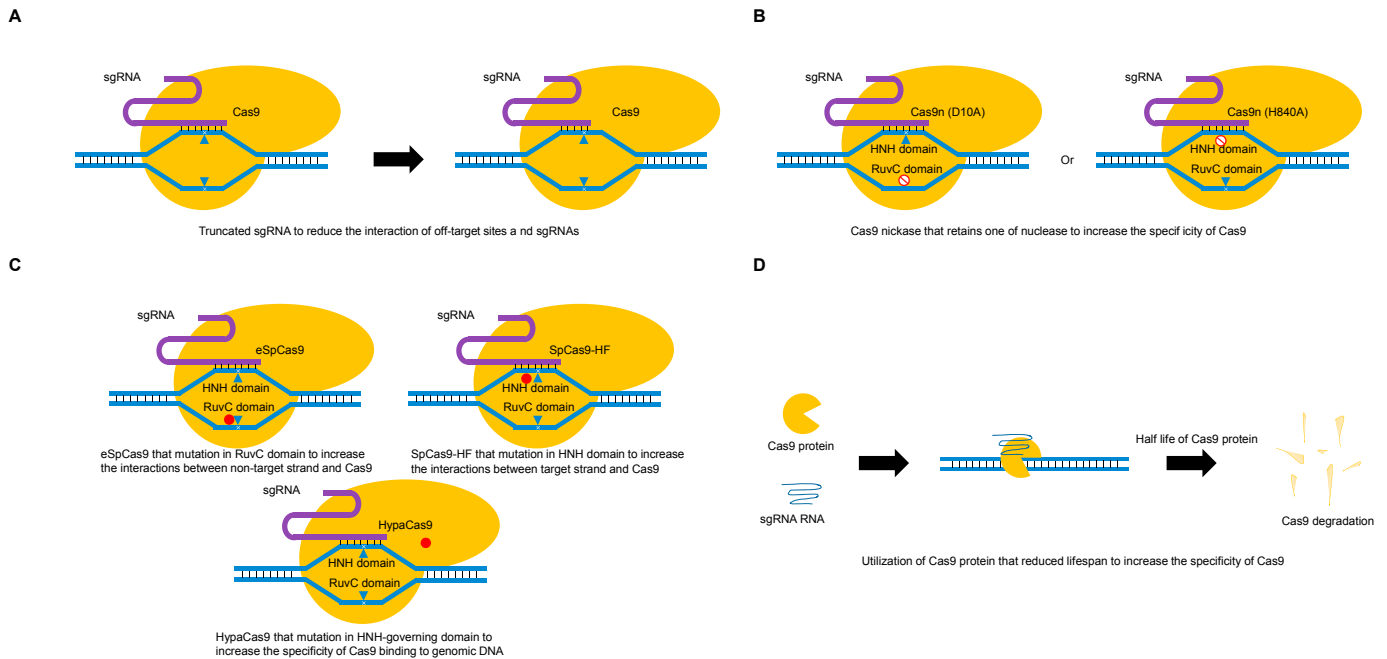 A
sgRNA
Cas9
sgRNA
Cas9
Truncated sgRNA to reduce the interaction of off-target sites a nd sgRNAs
B
sgRNA
Cas9n (D10A)
HNH domain
RuvC domain
Or
sgRNA
Cas9n (H840A)
HNH domain
RuvC domain
Cas9 nickase that retains one of nuclease to increase the specif icity of Cas9
C
sgRNA
eSpCas9
HNH domain
RuvC domain
eSpCas9 that mutation in RuvC domain to increase
the interactions between non-target strand and Cas9
sgRNA
SpCas9-HF
HNH domain
RuvC domain
SpCas9-HF that mutation in HNH domain to increase
the interactions between target strand and Cas9
sgRNA
HypaCas9
HNH domain
RuvC domain
HypaCas9 that mutation in HNH-governing domain to
increase the specificity of Cas9 binding to genomic DNA
D
Cas9 protein
sgRNA RNA
Half life of Cas9 protein
Cas9 degradation
Utilization of Cas9 protein that reduced lifespan to increase the specificity of Cas9